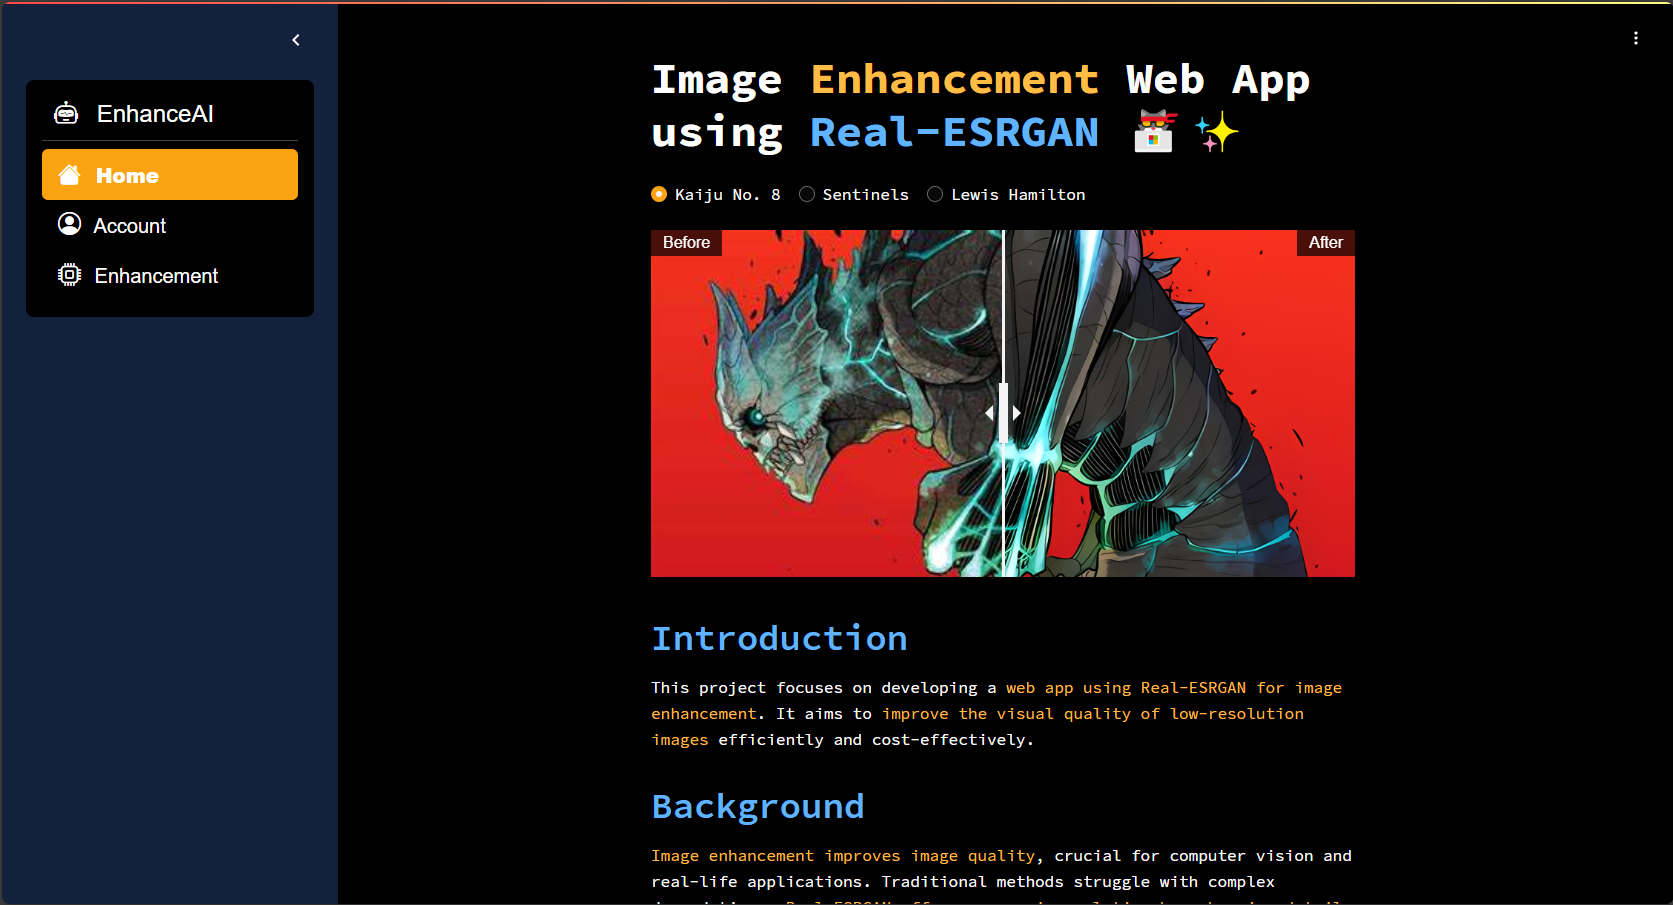 EnhanceAI
Home
Account
Enhancement
Image Enhancement Web App
using Real-ESRGAN
Kaiju No. 8 Sentinels Lewis Hamilton
Before After
Introduction
This project focuses on developing a web app using Real-ESRGAN for image
enhancement. It aims to improve the visual quality of low-resolution
images efficiently and cost-effectively.
Background
Image enhancement improves image quality, crucial for computer vision and
real-life applications. Traditional methods struggle with complex